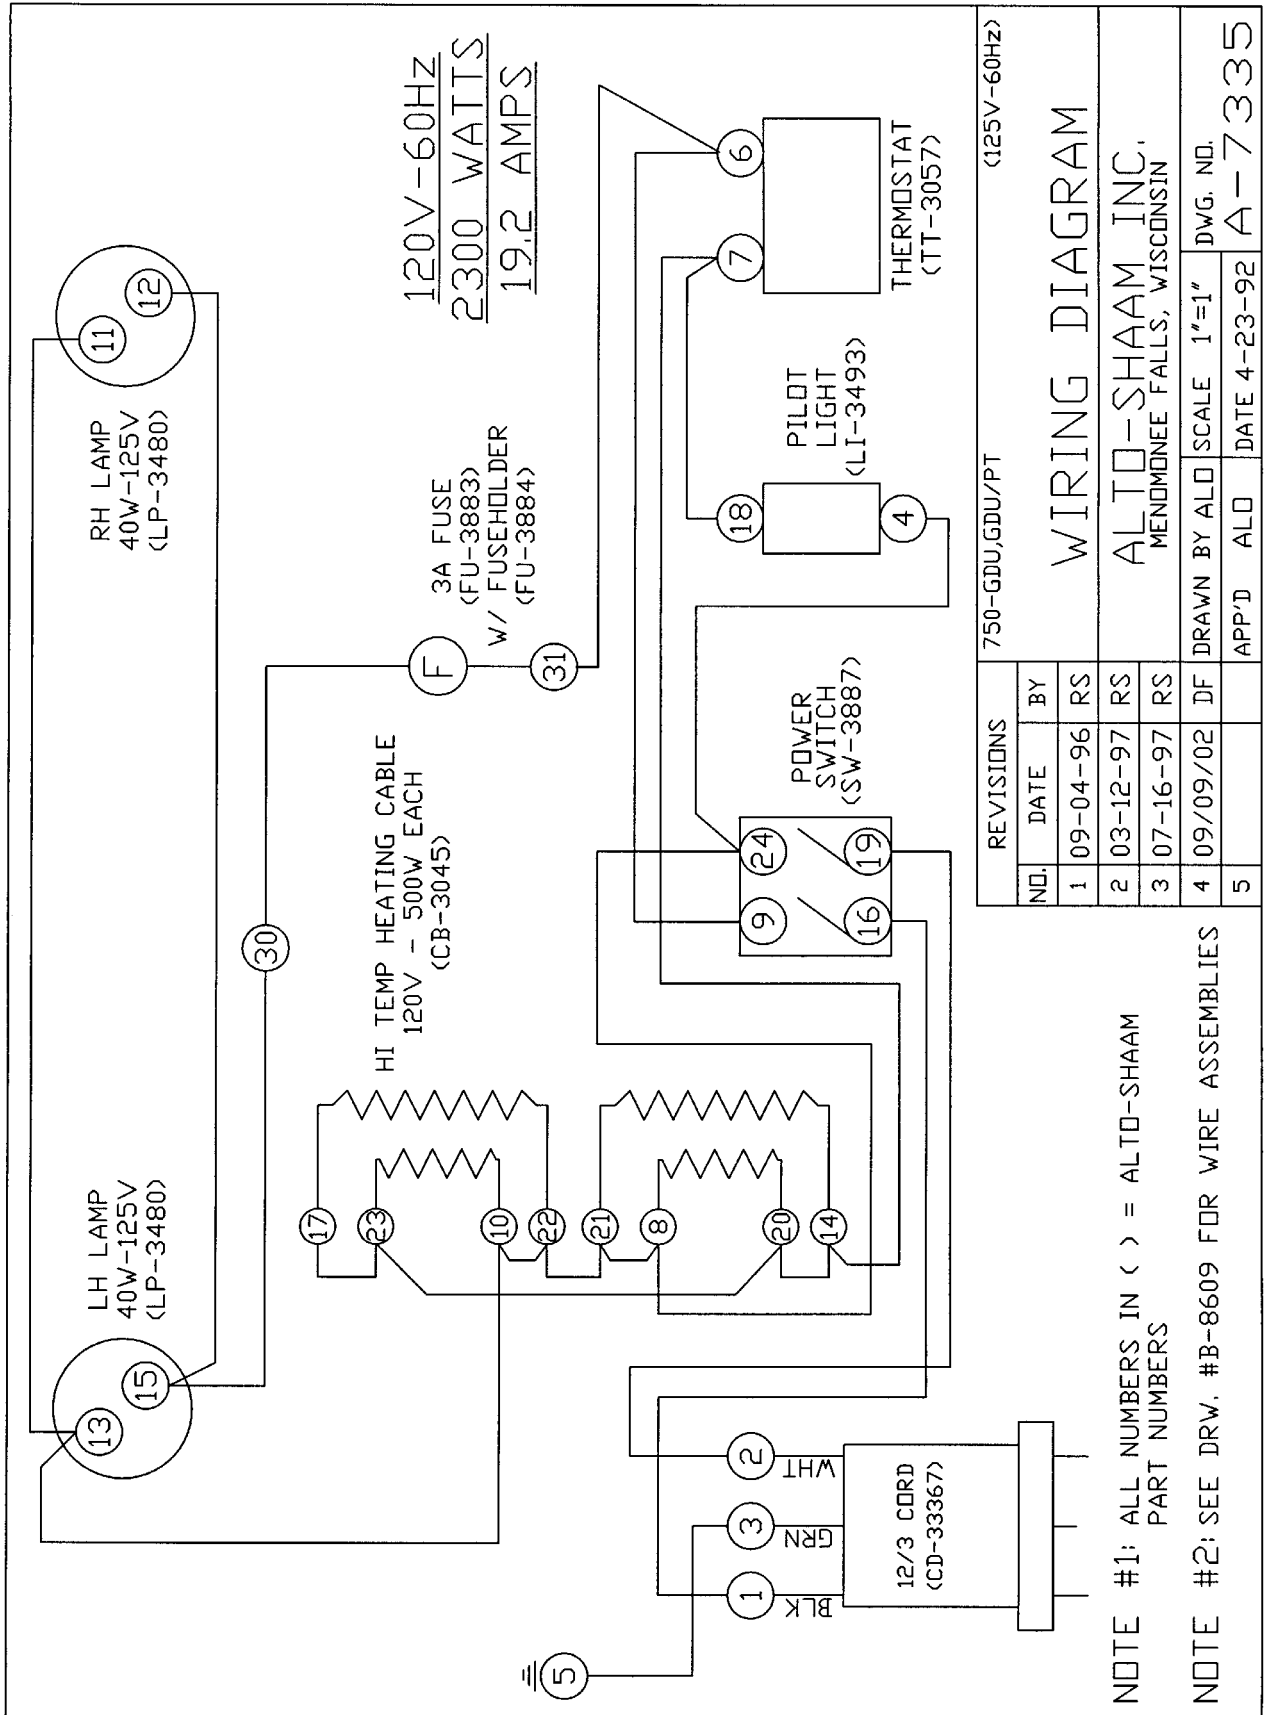 RH LAMP
40W-125V
(LP-3480)
11
12
LH LAMP
40W-125V
(LP-3480)
13
15
120V-60Hz
2300 WATTS
19.2 AMPS
30
F
31
3A FUSE
(FU-3883)
W/ FUSEHOLDER
(FU-3884)
HI TEMP HEATING CABLE
120V - 500W EACH
(CB-3045)
17
23
10
22
21
8
20
14
6
7
THERMOSTAT
(TT-3057)
PILOT
LIGHT
(LI-3493)
18
4
POWER
SWITCH
(SW-3887)
24
9
19
16
2
WHT
3
GRN
1
BLK
5
12/3 CORD
(CD-33367)
NOTE #1: ALL NUMBERS IN ( ) = ALTO-SHAAM
PART NUMBERS
NOTE #2: SEE DRW. #B-8609 FOR WIRE ASSEMBLIES
REVISIONS
NO. DATE BY
1 09-04-96 RS
2 03-12-97 RS
3 07-16-97 RS
4 09/09/02 DF
5
750-GDU,GDU/PT (125V-60Hz)
WIRING DIAGRAM
ALTO-SHAAM INC.
MENOMONEE FALLS, WISCONSIN
DRAWN BY ALO SCALE 1"=1" DWG. NO.
APP'D ALO DATE 4-23-92 A-7335